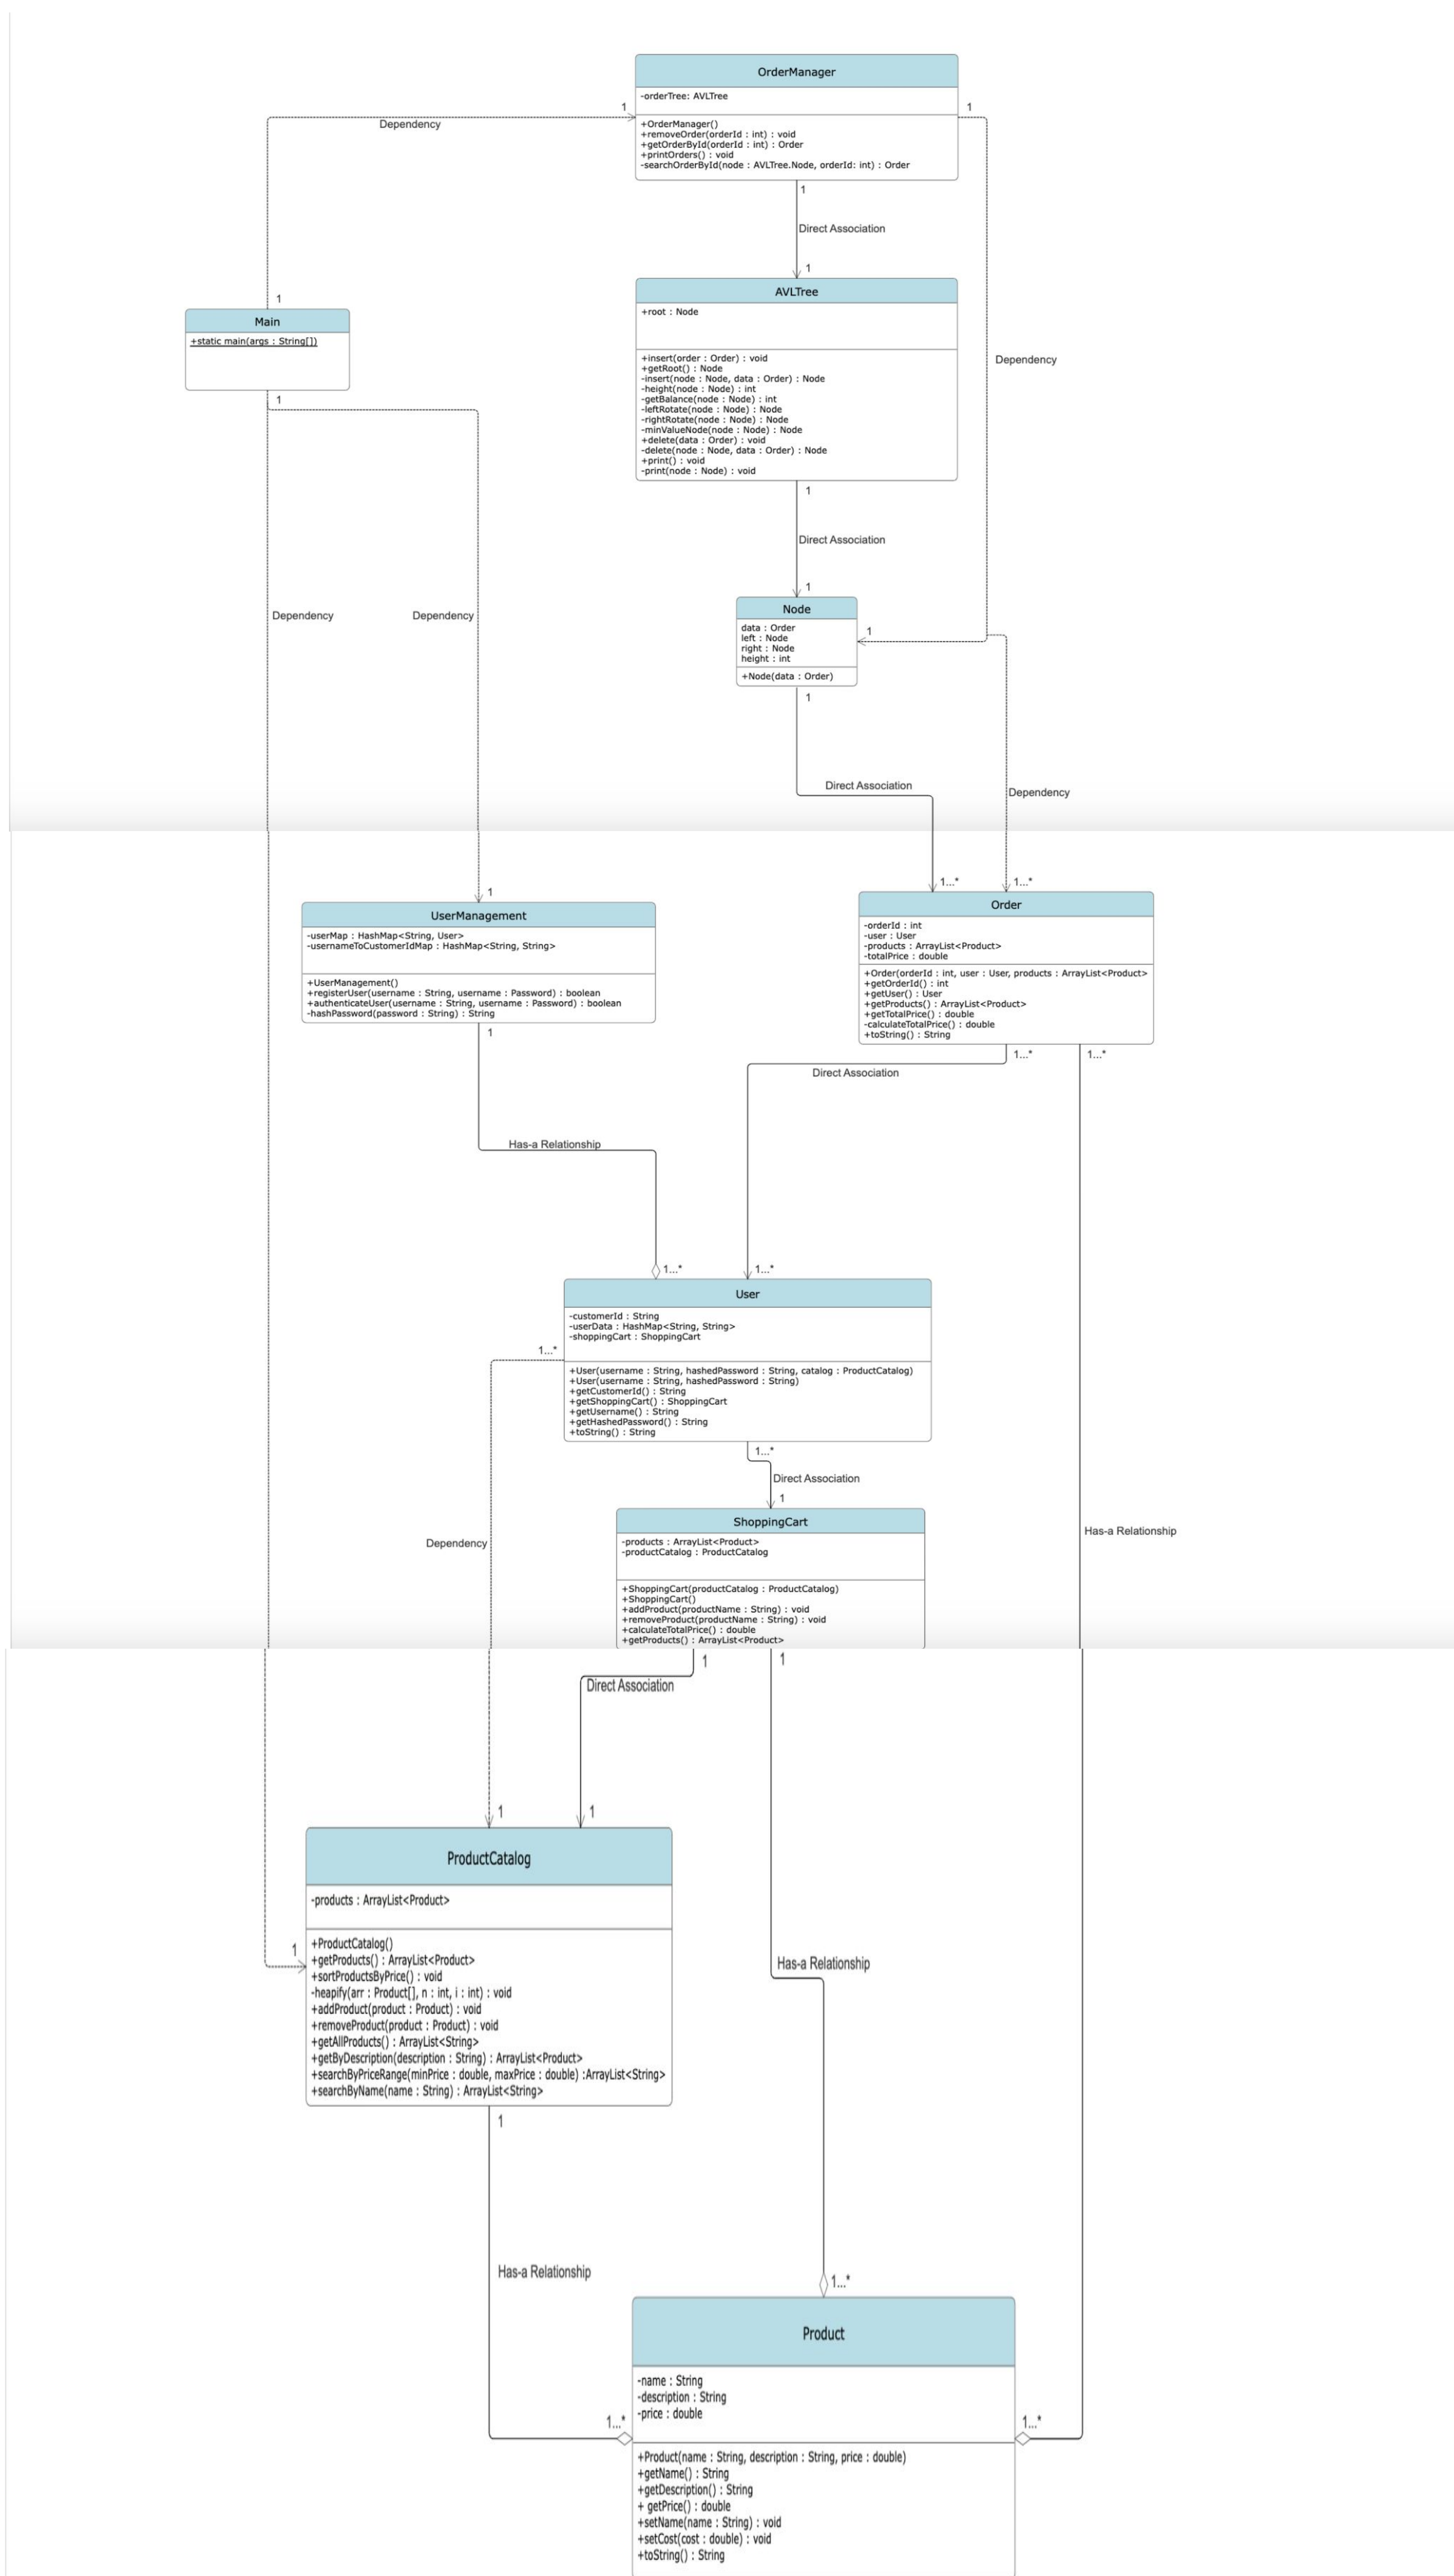 OrderManager
-orderTree: AVLTree
+OrderManager()
+removeOrder(orderId : int) : void
+getOrderById(orderId : int) : Order
+printOrders() : void
-searchOrderById(node : AVLTree.Node, orderId: int) : Order
1
1
Dependency
1
Direct Association
1
1
Main
+static main(args : String[])
1
AVLTree
+root : Node
+insert(order : Order) : void
+getRoot() : Node
-insert(node : Node, data : Order) : Node
-height(node : Node) : int
-getBalance(node : Node) : int
-leftRotate(node : Node) : Node
-rightRotate(node : Node) : Node
-minValueNode(node : Node) : Node
+delete(data : Order) : void
-delete(node : Node, data : Order) : Node
+print() : void
-print(node : Node) : void
Dependency
1
Direct Association
1
Dependency
Dependency
Node
data : Order
left : Node
right : Node
height : int
+Node(data : Order)
1
1
Direct Association
Dependency
1...*
1...*
1
UserManagement
-userMap : HashMap<String, User>
-usernameToCustomerIdMap : HashMap<String, String>
+UserManagement()
+registerUser(username : String, username : Password) : boolean
+authenticateUser(username : String, username : Password) : boolean
-hashPassword(password : String) : String
1
Order
-orderId : int
-user : User
-products : ArrayList<Product>
-totalPrice : double
+Order(orderId : int, user : User, products : ArrayList<Product>
+getOrderId() : int
+getUser() : User
+getProducts() : ArrayList<Product>
+getTotalPrice() : double
-calculateTotalPrice() : double
+toString() : String
1...*
1...*
Direct Association
Has-a Relationship
1...*
1...*
User
-customerId : String
-userData : HashMap<String, String>
-shoppingCart : ShoppingCart
+User(username : String, hashedPassword : String, catalog : ProductCatalog)
+User(username : String, hashedPassword : String)
+getCustomerId() : String
+getShoppingCart() : ShoppingCart
+getUsername() : String
+getHashedPassword() : String
+toString() : String
1...*
1...*
Direct Association
1
ShoppingCart
-products : ArrayList<Product>
-productCatalog : ProductCatalog
+ShoppingCart(productCatalog : ProductCatalog)
+ShoppingCart()
+addProduct(productName : String) : void
+removeProduct(productName : String) : void
+calculateTotalPrice() : double
+getProducts() : ArrayList<Product>
Dependency
Has-a Relationship
1
1
Direct Association
1
1
ProductCatalog
-products : ArrayList<Product>
+ProductCatalog()
+getProducts() : ArrayList<Product>
+sortProductsByPrice() : void
-heapify(arr : Product[], n : int, i : int) : void
+addProduct(product : Product) : void
+removeProduct(product : Product) : void
+getAllProducts() : ArrayList<String>
+getByDescription(description : String) : ArrayList<Product>
+searchByPriceRange(minPrice : double, maxPrice : double) :ArrayList<String>
+searchByName(name : String) : ArrayList<String>
1
1
Has-a Relationship
Has-a Relationship
1...*
Product
-name : String
-description : String
-price : double
1...*
1...*
+Product(name : String, description : String, price : double)
+getName() : String
+getDescription() : String
+ getPrice() : double
+setName(name : String) : void
+setCost(cost : double) : void
+toString() : String